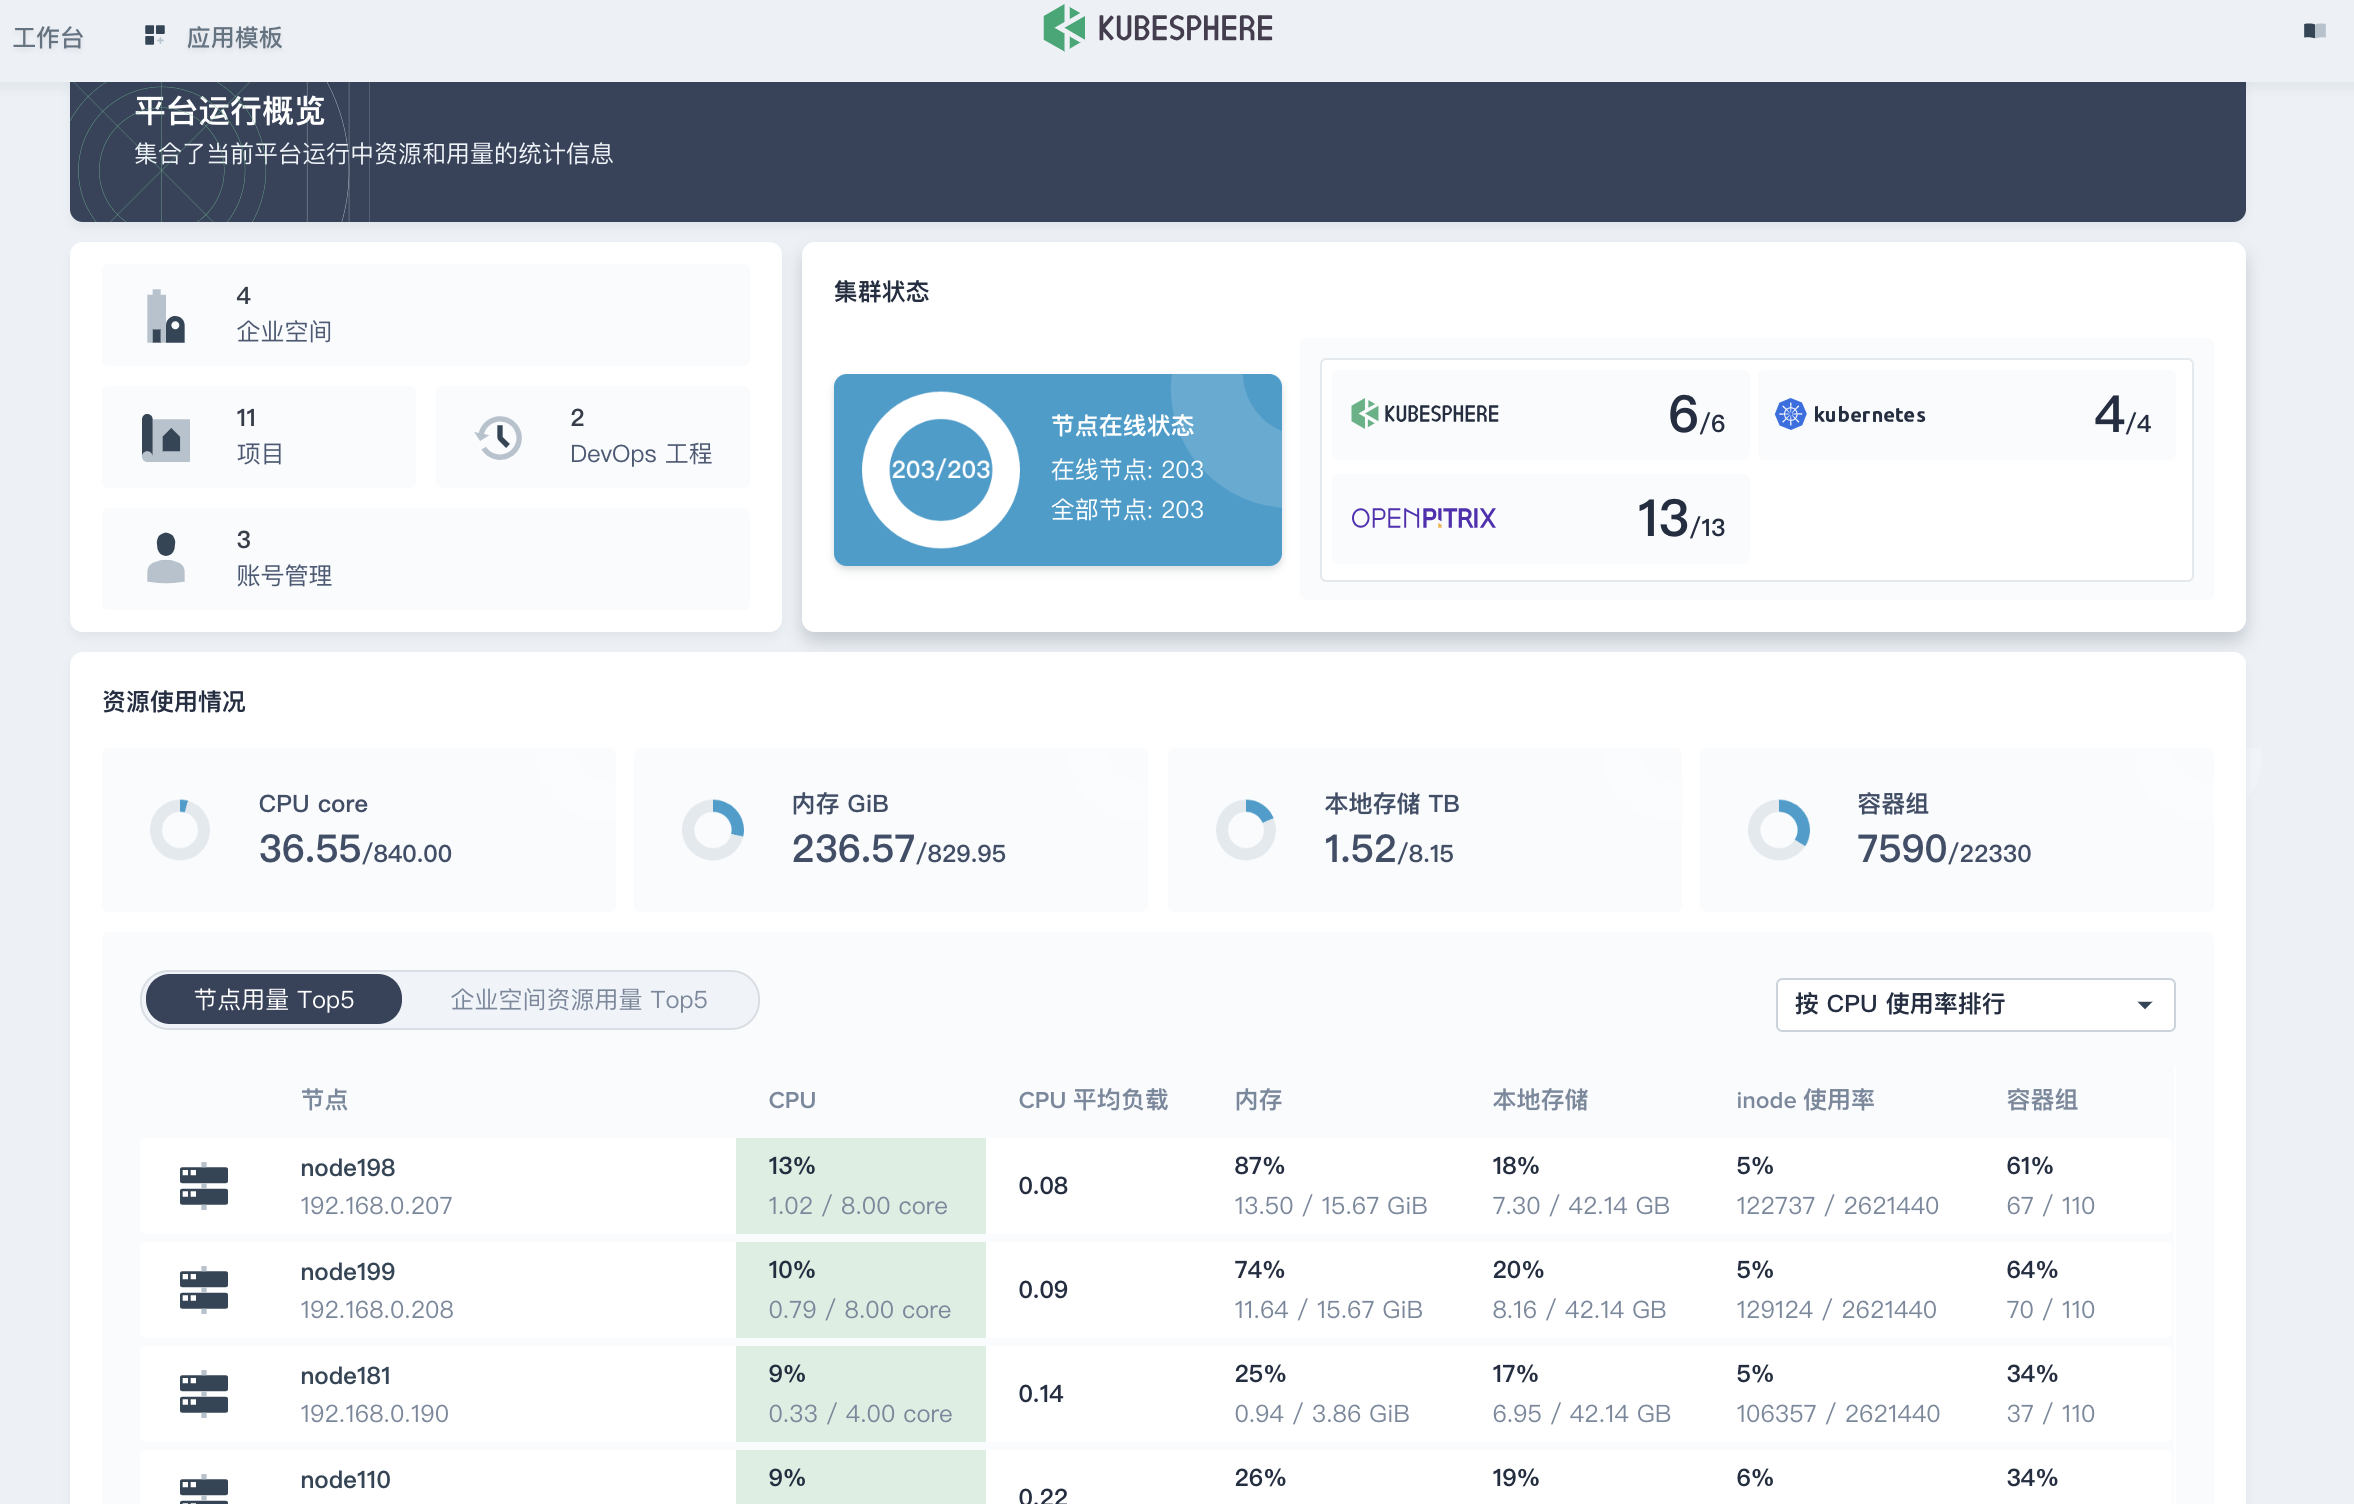 工作台
应用模板
KUBESPHERE
平台运行概览
集合了当前平台运行中资源和用量的统计信息
4
企业空间
11
项目
2
DevOps 工程
3
账号管理
集群状态
203/203
节点在线状态
在线节点: 203
全部节点: 203
KUBESPHERE
6/6
kubernetes
4/4
OPENPITRIX
13/13
资源使用情况
CPU core
36.55/840.00
内存 GiB
236.57/829.95
本地存储 TB
1.52/8.15
容器组
7590/22330
节点用量 Top5
企业空间资源用量 Top5
按 CPU 使用率排行
节点 CPU CPU 平均负载 内存 本地存储 inode 使用率 容器组
node198 13% 0.08 87% 18% 5% 61%
192.168.0.207 1.02 / 8.00 core 13.50 / 15.67 GiB 7.30 / 42.14 GB 122737 / 2621440 67 / 110
node199 10% 0.09 74% 20% 5% 64%
192.168.0.208 0.79 / 8.00 core 11.64 / 15.67 GiB 8.16 / 42.14 GB 129124 / 2621440 70 / 110
node181 9% 0.14 25% 17% 5% 34%
192.168.0.190 0.33 / 4.00 core 0.94 / 3.86 GiB 6.95 / 42.14 GB 106357 / 2621440 37 / 110
node110 9% 0.22 26% 19% 6% 34%